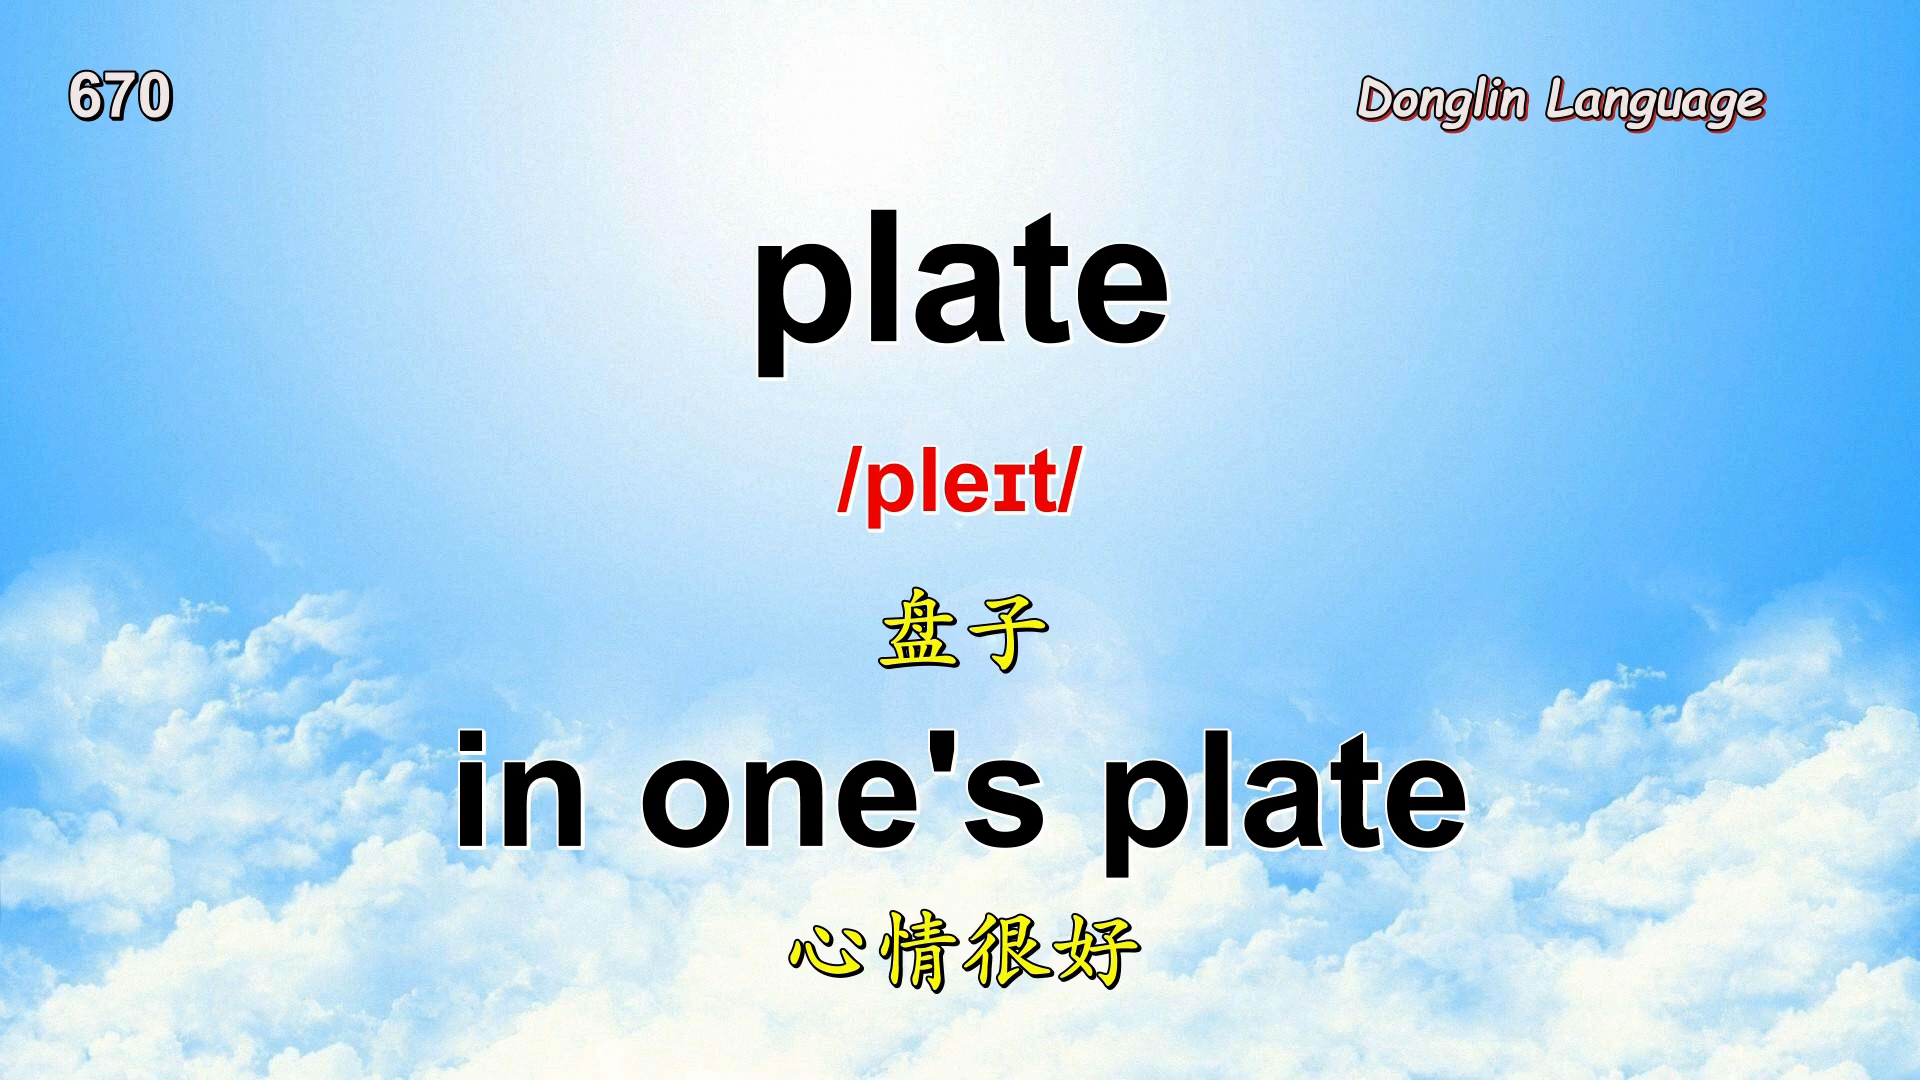 670
Donglin Language
plate
/pleɪt/
盘子
in one's plate
心情很好